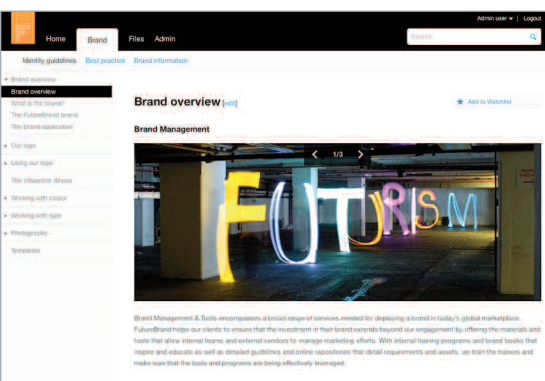 Admin user | Logout
Home Brand Files Admin
Search...
Identity guidelines Best practice Brand information
Brand overview
Brand overview
What is the brand?
The FutureBrand brand
The brand application
Our logo
Using our logo
The influencer device
Working with colour
Working with type
Photography
Templates
Brand overview [edit]
Add to Watchlist
Brand Management
1/3
FUTURISM
Brand Management & Tools encompasses a broad range of services needed for deploying a brand in today's global marketplace.
FutureBrand helps our clients to ensure that the investment in their brand extends beyond our engagement by offering the materials and
tools that allow internal teams and external vendors to manage marketing efforts. With internal training programs and brand books that
inspire and educate as well as detailed guidelines and online repositories that detail requirements and assets, we train the trainers and
make sure that the tools and programs are being effectively leveraged.